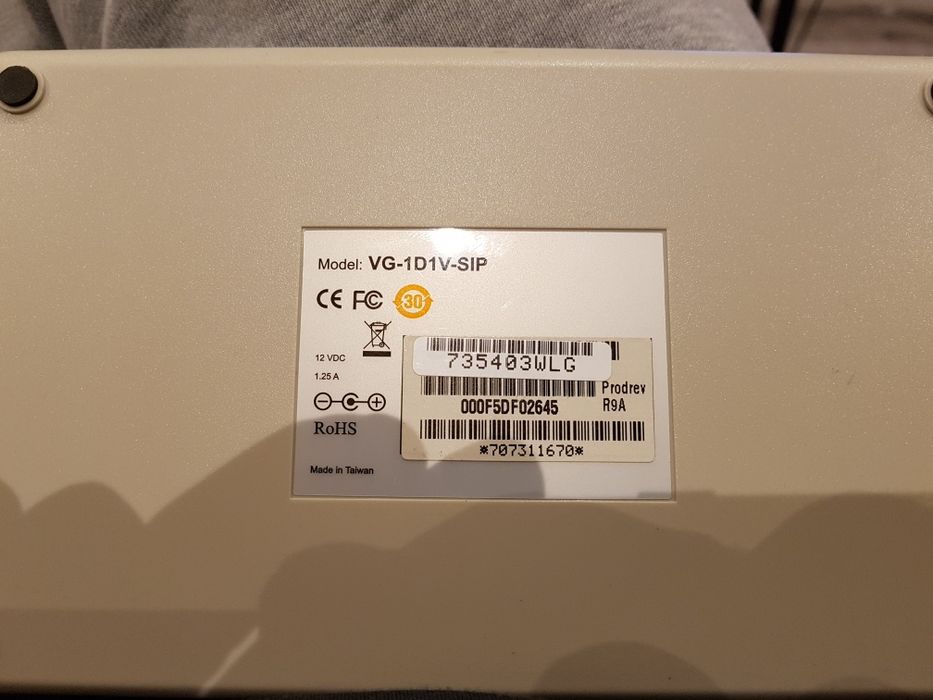 Model: VG-1D1V-SIP
CE FC 30
12 VDC
1.25 A
RoHS
Made in Taiwan
735403WLG
Prodrev
000F5DF02645
R9A
*707311670*